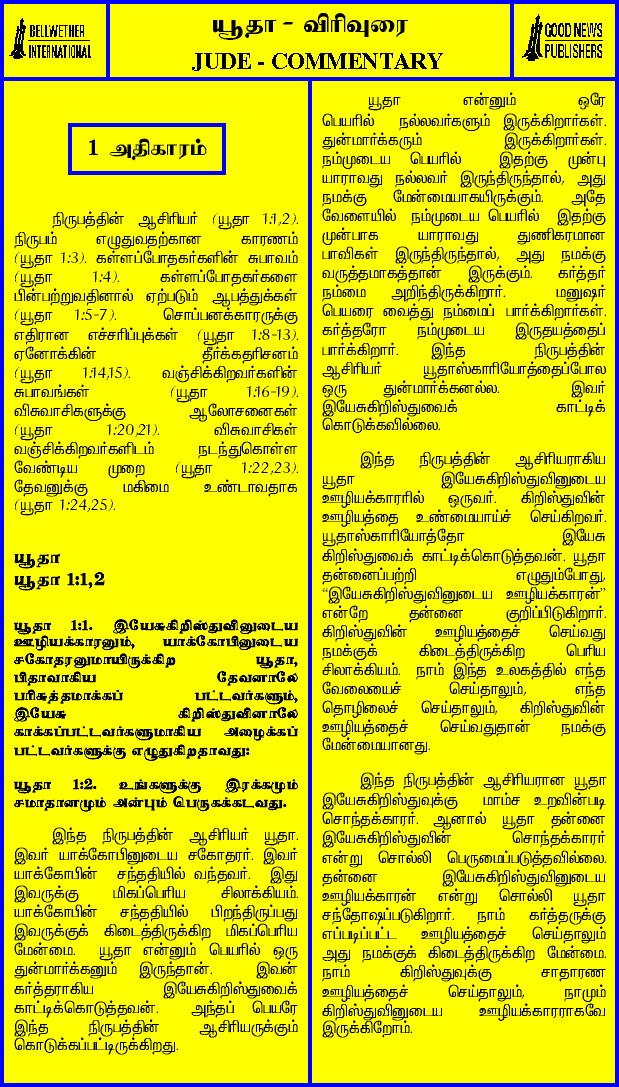 BELLWETHER
INTERNATIONAL
யூதா - விரிவுரை
JUDE - COMMENTARY
GOOD NEWS
PUBLISHERS
1 அதிகாரம்
நிருபத்தின் ஆசிரியர் (யூதா 1:1,2).
நிருபம் எழுதுவதற்கான காரணம்
(யூதா 1:3). கள்ளப்போதகர்களின் சுபாவம்
(யூதா 1:4). கள்ளப்போதகர்களை
பின்பற்றுவதினால் ஏற்படும் ஆபத்துக்கள்
(யூதா 1:5-7). சொப்பனக்காரருக்கு
எதிரான எச்சரிப்புக்கள் (யூதா 1:8-13).
ஏனோக்கின் தீர்க்கதரிசனம்
(யூதா 1:14,15). வஞ்சிக்கிறவர்களின்
சுபாவங்கள் (யூதா 1:16-19).
விசுவாசிகளுக்கு ஆலோசனைகள்
(யூதா 1:20,21). விசுவாசிகள்
வஞ்சிக்கிறவர்களிடம் நடந்துகொள்ள
வேண்டிய முறை (யூதா 1:22,23).
தேவனுக்கு மகிமை உண்டாவதாக
(யூதா 1:24,25).
யூதா
யூதா 1:1,2
யூதா 1:1. இயேசுகிறிஸ்துவினுடைய
ஊழியக்காரனும், யாக்கோபினுடைய
சகோதரனுமாயிருக்கிற யூதா,
பிதாவாகிய தேவனாலே
பரிசுத்தமாக்கப் பட்டவர்களும்,
இயேசு கிறிஸ்துவினாலே
காக்கப்பட்டவர்களுமாகிய அழைக்கப்
பட்டவர்களுக்கு எழுதுகிறதாவது:
யூதா 1:2. உங்களுக்கு இரக்கமும்
சமாதானமும் அன்பும் பெருகக்கடவது.
இந்த நிருபத்தின் ஆசிரியர் யூதா.
இவர் யாக்கோபினுடைய சகோதரர். இவர்
யாக்கோபின் சந்ததியில் வந்தவர். இது
இவருக்கு மிகப்பெரிய சிலாக்கியம்.
யாக்கோபின் சந்ததியில் பிறந்திருப்பது
இவருக்குக் கிடைத்திருக்கிற மிகப்பெரிய
மேன்மை. யூதா என்னும் பெயரில் ஒரு
துன்மார்க்கனும் இருந்தான். இவன்
கர்த்தராகிய இயேசுகிறிஸ்துவைக்
காட்டிக்கொடுத்தவன். அந்தப் பெயரே
இந்த நிருபத்தின் ஆசிரியருக்கும்
கொடுக்கப்பட்டிருக்கிறது.
யூதா என்னும் ஒரே
பெயரில் நல்லவர்களும் இருக்கிறார்கள்.
துன்மார்க்கரும் இருக்கிறார்கள்.
நம்முடைய பெயரில் இதற்கு முன்பு
யாராவது நல்லவர் இருந்திருந்தால், அது
நமக்கு மேன்மையாகயிருக்கும். அதே
வேளையில் நம்முடைய பெயரில் இதற்கு
முன்பாக யாராவது துணிகரமான
பாவிகள் இருந்திருந்தால், அது நமக்கு
வருத்தமாகத்தான் இருக்கும். கர்த்தர்
நம்மை அறிந்திருக்கிறார். மனுஷர்
பெயரை வைத்து நம்மைப் பார்க்கிறார்கள்.
கர்த்தரோ நம்முடைய இருதயத்தைப்
பார்க்கிறார். இந்த நிருபத்தின்
ஆசிரியர் யூதாஸ்காரியோத்தைப்போல
ஒரு துன்மார்க்கனல்ல. இவர்
இயேசுகிறிஸ்துவைக் காட்டிக்
கொடுக்கவில்லை.
இந்த நிருபத்தின் ஆசிரியராகிய
யூதா இயேசுகிறிஸ்துவினுடைய
ஊழியக்காரரில் ஒருவர். கிறிஸ்துவின்
ஊழியத்தை உண்மையாய்ச் செய்கிறவர்.
யூதாஸ்காரியோத்தோ இயேசு
கிறிஸ்துவைக் காட்டிக்கொடுத்தவன். யூதா
தன்னைப்பற்றி எழுதும்போது,
“இயேசுகிறிஸ்துவினுடைய ஊழியக்காரன்”
என்றே தன்னை குறிப்பிடுகிறார்.
கிறிஸ்துவின் ஊழியத்தைச் செய்வது
நமக்குக் கிடைத்திருக்கிற பெரிய
சிலாக்கியம். நாம் இந்த உலகத்தில் எந்த
வேலையைச் செய்தாலும், எந்த
தொழிலைச் செய்தாலும், கிறிஸ்துவின்
ஊழியத்தைச் செய்வதுதான் நமக்கு
மேன்மையானது.
இந்த நிருபத்தின் ஆசிரியரான யூதா
இயேசுகிறிஸ்துவுக்கு மாம்ச உறவின்படி
சொந்தக்காரர். ஆனால் யூதா தன்னை
இயேசுகிறிஸ்துவின் சொந்தக்காரர்
என்று சொல்லி பெருமைப்படுத்தவில்லை.
தன்னை இயேசுகிறிஸ்துவினுடைய
ஊழியக்காரன் என்று சொல்லி யூதா
சந்தோஷப்படுகிறார். நாம் கர்த்தருக்கு
எப்படிப்பட்ட ஊழியத்தைச் செய்தாலும்
அது நமக்குக் கிடைத்திருக்கிற மேன்மை.
நாம் கிறிஸ்துவுக்கு சாதாரண
ஊழியத்தைச் செய்தாலும், நாமும்
கிறிஸ்துவினுடைய ஊழியக்காரராகவே
இருக்கிறோம்.